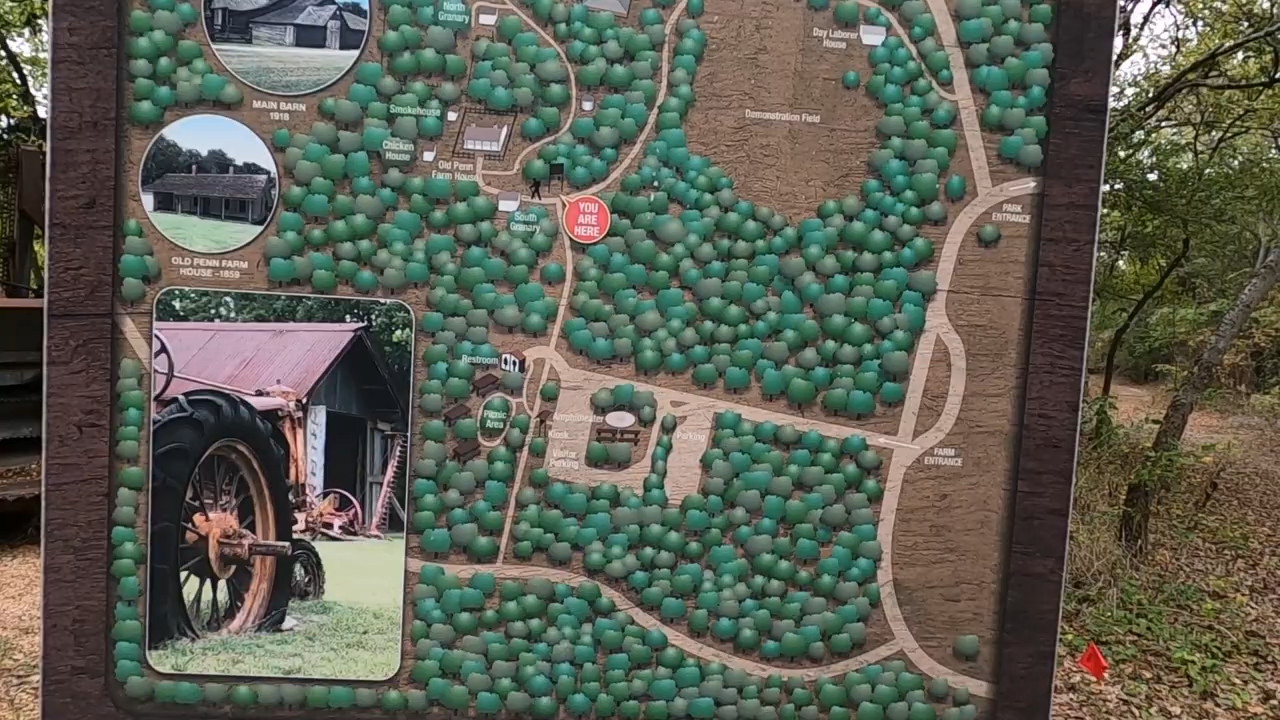 North
Granary
Day Laborer
House
MAIN BARN
1918
Smokehouse
Demonstration Field
Chicken
House
Old Penn
Farm House
YOU
ARE
HERE
South
Granary
PARK
ENTRANCE
OLD PENN FARM
HOUSE -1859
Restroom
Picnic
Area
Amphitheater
Kiosk
Parking
Visitor
Parking
FARM
ENTRANCE